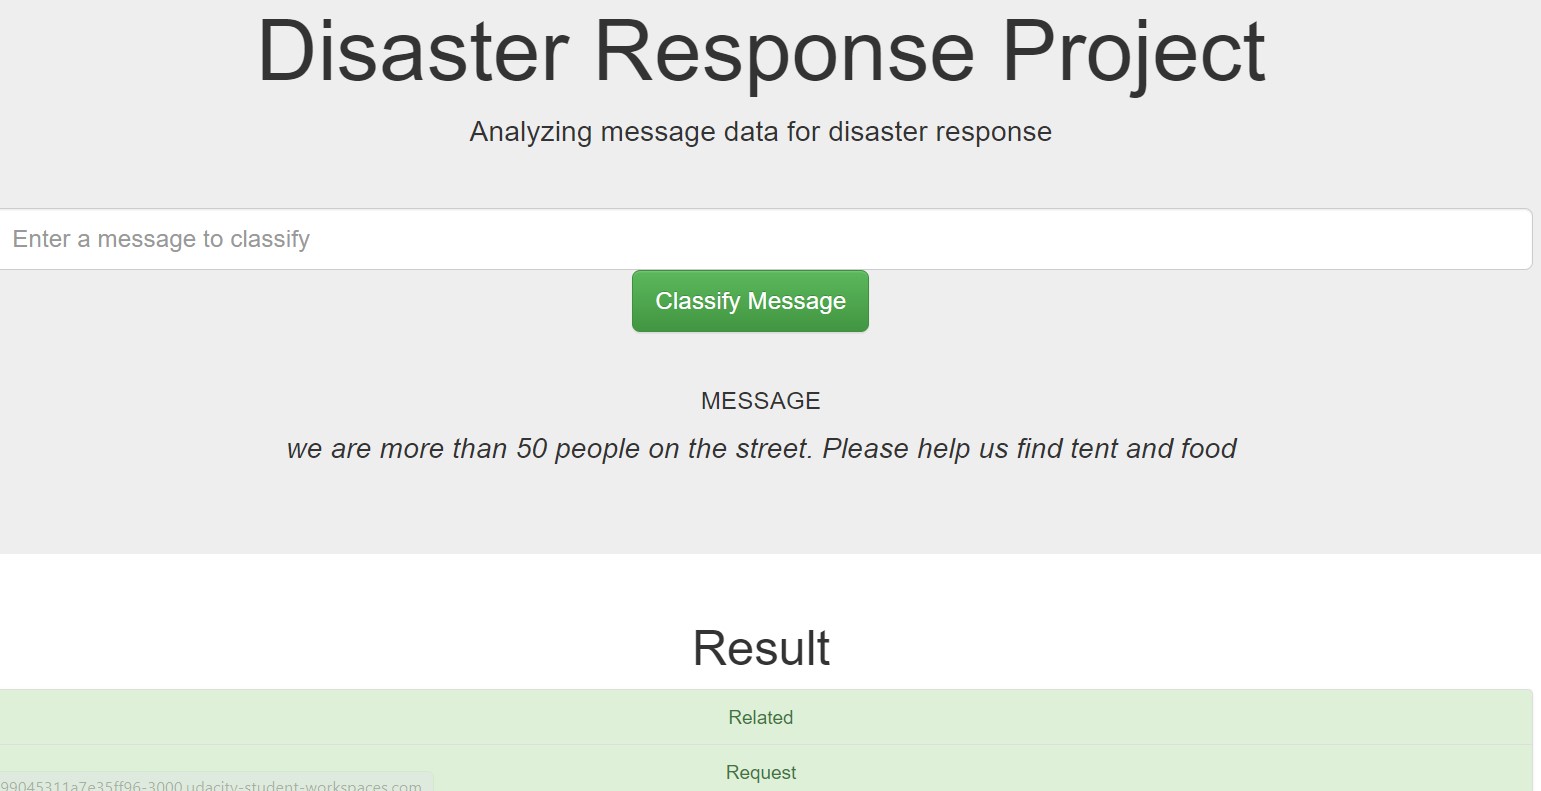 Disaster Response Project
Analyzing message data for disaster response
Enter a message to classify
Classify Message
MESSAGE
we are more than 50 people on the street. Please help us find tent and food
Result
Related
Request
99045311a7e35ff96-3000.udacity-student-workspaces.com